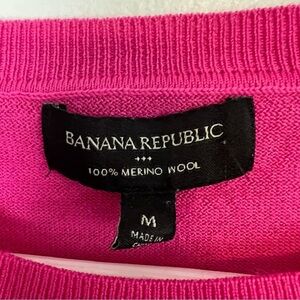 BANANA REPUBLIC
+++
100% MERINO WOOL
M
MADE IN